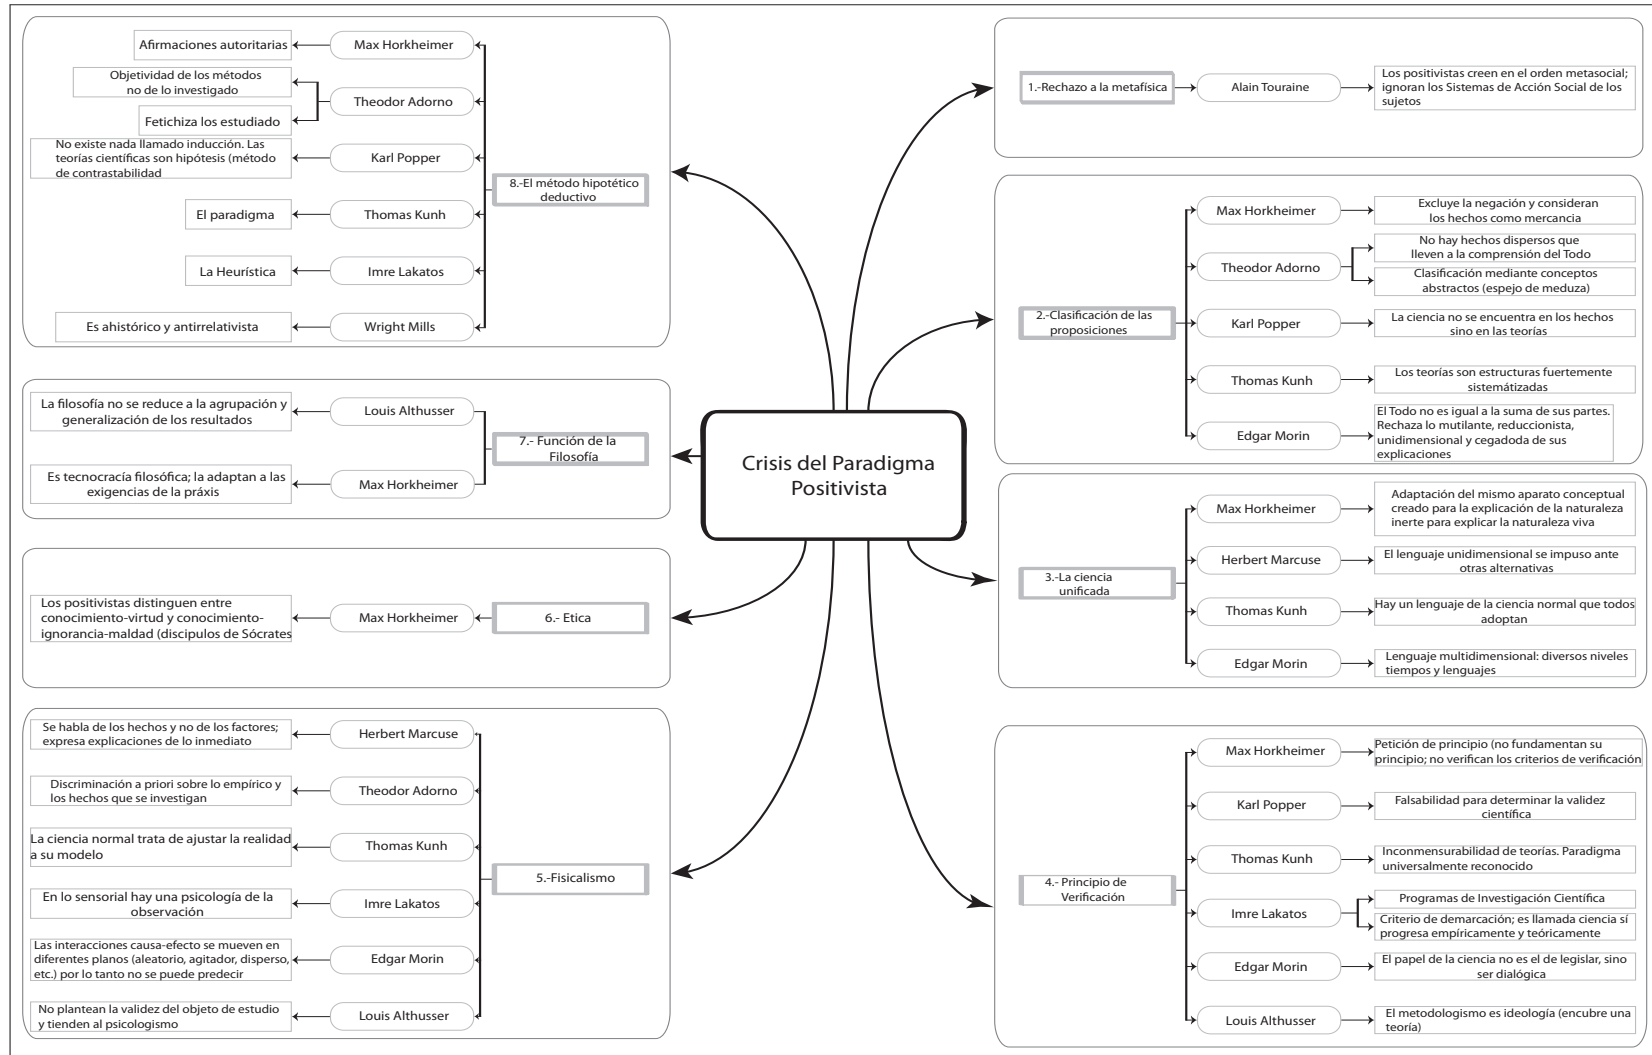 Crisis del Paradigma
Positivista
1.-Rechazo a la metafísica
Alain Touraine
Los positivistas creen en el orden metasocial;
ignoran los Sistemas de Acción Social de los
sujetos
2.-Clasificación de las
proposiciones
Max Horkheimer
Excluye la negación y consideran
los hechos como mercancia
Theodor Adorno
No hay hechos dispersos que
lleven a la comprensión del Todo
Clasificación mediante conceptos
abstractos (espejo de meduza)
Karl Popper
La ciencia no se encuentra en los hechos
sino en las teorías
Thomas Kunh
Los teorías son estructuras fuertemente
sistemátizadas
Edgar Morin
El Todo no es igual a la suma de sus partes.
Rechaza lo mutilante, reduccionista,
unidimensional y cegadoda de sus
explicaciones
3.-La ciencia
unificada
Max Horkheimer
Adaptación del mismo aparato conceptual
creado para la explicación de la naturaleza
inerte para explicar la naturaleza viva
Herbert Marcuse
El lenguaje unidimensional se impuso ante
otras alternativas
Thomas Kunh
Hay un lenguaje de la ciencia normal que todos
adoptan
Edgar Morin
Lenguaje multidimensional: diversos niveles
tiempos y lenguajes
4.- Principio de
Verificación
Max Horkheimer
Petición de principio (no fundamentan su
principio; no verifican los criterios de verificación
Karl Popper
Falsabilidad para determinar la validez
científica
Thomas Kunh
Inconmensurabilidad de teorías. Paradigma
universalmente reconocido
Imre Lakatos
Programas de Investigación Científica
Criterio de demarcación; es llamada ciencia sí
progresa empíricamente y teóricamente
Edgar Morin
El papel de la ciencia no es el de legislar, sino
ser dialógica
Louis Althusser
El metodologismo es ideología (encubre una
teoría)
5.-Fisicalismo
Herbert Marcuse
Se habla de los hechos y no de los factores;
expresa explicaciones de lo inmediato
Theodor Adorno
Discriminación a priori sobre lo empírico y
los hechos que se investigan
Thomas Kunh
La ciencia normal trata de ajustar la realidad
a su modelo
Imre Lakatos
En lo sensorial hay una psicología de la
observación
Edgar Morin
Las interacciones causa-efecto se mueven en
diferentes planos (aleatorio, agitador, disperso,
etc.) por lo tanto no se puede predecir
Louis Althusser
No plantean la validez del objeto de estudio
y tienden al psicologismo
6.- Etica
Max Horkheimer
Los positivistas distinguen entre
conocimiento-virtud y conocimiento-
ignorancia-maldad (discipulos de Sócrates
7.- Función de la
Filosofía
Louis Althusser
La filosofía no se reduce a la agrupación y
generalización de los resultados
Max Horkheimer
Es tecnocracía filosófica; la adaptan a las
exigencias de la práxis
8.-El método hipotético
deductivo
Max Horkheimer
Afirmaciones autoritarias
Theodor Adorno
Objetividad de los métodos
no de lo investigado
Fetichiza los estudiado
Karl Popper
No existe nada llamado inducción. Las
teorías científicas son hipótesis (método
de contrastabilidad
Thomas Kunh
El paradigma
Imre Lakatos
La Heurística
Wright Mills
Es ahistórico y antirrelativista